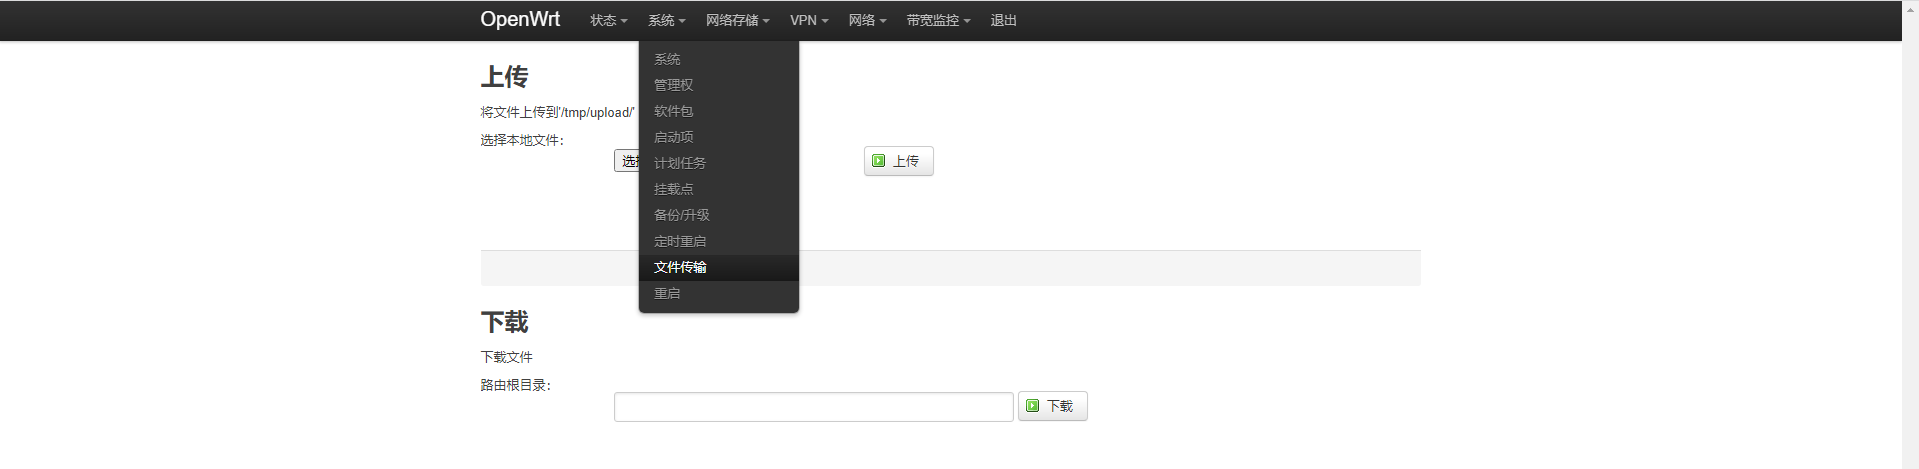 OpenWrt 状态 系统 网络存储 VPN 网络 带宽监控 退出
系统
管理权
软件包
启动项
计划任务
挂载点
备份/升级
定时重启
文件传输
重启
上传
将文件上传到'/tmp/upload/'
选择本地文件：
选 上传
下载
下载文件
路由根目录：
下载